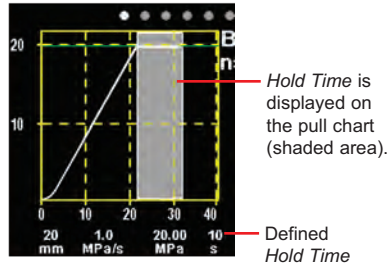 20
B
n:
10
0 10 20 30 40
20 1.0 20.00 10
mm MPa/s MPa s
Hold Time is
displayed on
the pull chart
(shaded area).
Defined
Hold Time